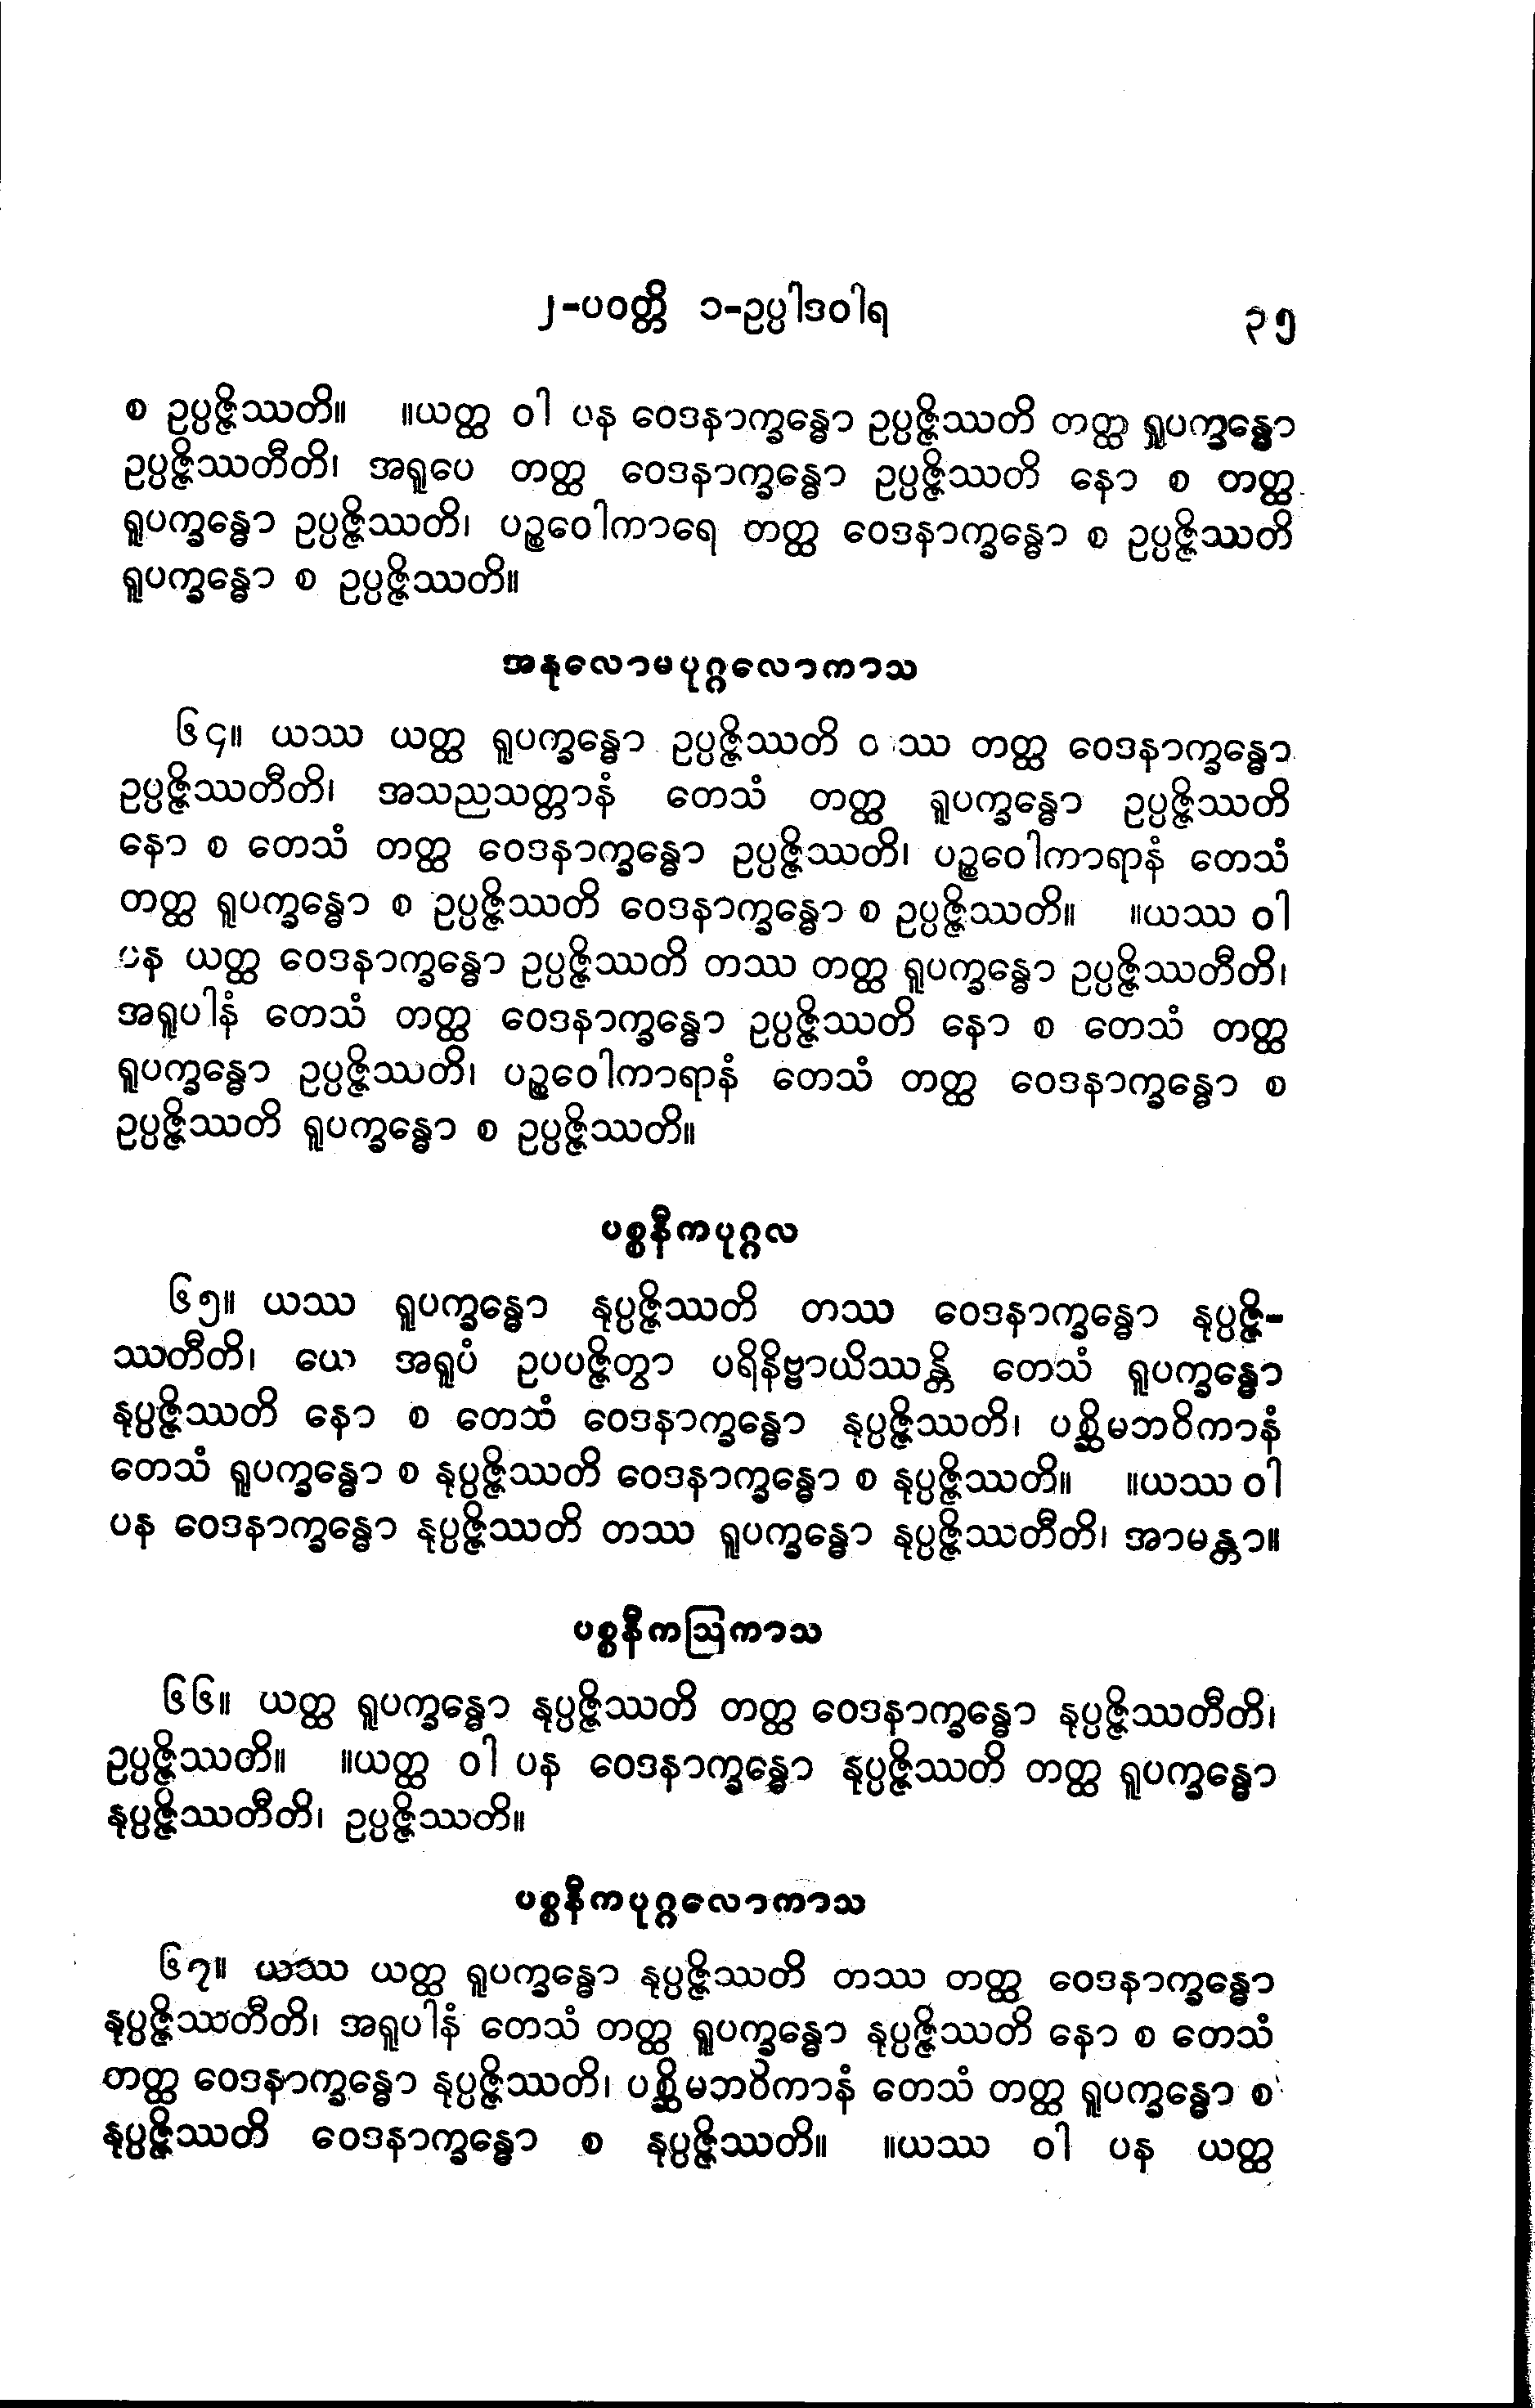 ၂-ပဝတ္တိ ၁-ဥပ္ပါဒဝါရ ၃၅
စ ဥပ္ပဇ္ဇိဿတိ။ ။ယတ္ထ ဝါ ပန ဝေဒနာက္ခန္ဓော ဥပ္ပဇ္ဇိဿတိ တတ္ထ ရူပက္ခန္ဓော
ဥပ္ပဇ္ဇိဿတီတိ၊ အရူပေ တတ္ထ ဝေဒနာက္ခန္ဓော ဥပ္ပဇ္ဇိဿတိ နော စ တတ္ထ
ရူပက္ခန္ဓော ဥပ္ပဇ္ဇိဿတိ၊ ပဉ္စဝေါကာရေ တတ္ထ ဝေဒနာက္ခန္ဓော စ ဥပ္ပဇ္ဇိဿတိ
ရူပက္ခန္ဓော စ ဥပ္ပဇ္ဇိဿတိ။
အနုလောမပုဂ္ဂလောကာသ
၆၄။ ယဿ ယတ္ထ ရူပက္ခန္ဓော ဥပ္ပဇ္ဇိဿတိ တတ္ထ ဝေဒနာက္ခန္ဓော
ဥပ္ပဇ္ဇိဿတီတိ၊ အသညသတ္တာနံ တေသံ တတ္ထ ရူပက္ခန္ဓော ဥပ္ပဇ္ဇိဿတိ
နော စ တေသံ တတ္ထ ဝေဒနာက္ခန္ဓော ဥပ္ပဇ္ဇိဿတိ၊ ပဉ္စဝေါကာရာနံ တေသံ
တတ္ထ ရူပက္ခန္ဓော စ ဥပ္ပဇ္ဇိဿတိ ဝေဒနာက္ခန္ဓော စ ဥပ္ပဇ္ဇိဿတိ။ ။ယဿ ဝါ
ပန ယတ္ထ ဝေဒနာက္ခန္ဓော ဥပ္ပဇ္ဇိဿတိ တဿ တတ္ထ ရူပက္ခန္ဓော ဥပ္ပဇ္ဇိဿတီတိ၊
အရူပါနံ တေသံ တတ္ထ ဝေဒနာက္ခန္ဓော ဥပ္ပဇ္ဇိဿတိ နော စ တေသံ တတ္ထ
ရူပက္ခန္ဓော ဥပ္ပဇ္ဇိဿတိ၊ ပဉ္စဝေါကာရာနံ တေသံ တတ္ထ ဝေဒနာက္ခန္ဓော စ
ဥပ္ပဇ္ဇိဿတိ ရူပက္ခန္ဓော စ ဥပ္ပဇ္ဇိဿတိ။
ပစ္စနီကပုဂ္ဂလ
၆၅။ ယဿ ရူပက္ခန္ဓော နုပ္ပဇ္ဇိဿတိ တဿ ဝေဒနာက္ခန္ဓော နုပ္ပဇ္ဇိ-
ဿတီတိ၊ ယေ အရူပံ ဥပပဇ္ဇိတွာ ပရိနိဗ္ဗာယိဿန္တိ တေသံ ရူပက္ခန္ဓော
နုပ္ပဇ္ဇိဿတိ နော စ တေသံ ဝေဒနာက္ခန္ဓော နုပ္ပဇ္ဇိဿတိ၊ ပစ္ဆိမဘဝိကာနံ
တေသံ ရူပက္ခန္ဓော စ နုပ္ပဇ္ဇိဿတိ ဝေဒနာက္ခန္ဓော စ နုပ္ပဇ္ဇိဿတိ။ ။ယဿ ဝါ
ပန ဝေဒနာက္ခန္ဓော နုပ္ပဇ္ဇိဿတိ တဿ ရူပက္ခန္ဓော နုပ္ပဇ္ဇိဿတီတိ၊ အာမန္တာ။
ပစ္စနီကဩကာသ
၆၆။ ယတ္ထ ရူပက္ခန္ဓော နုပ္ပဇ္ဇိဿတိ တတ္ထ ဝေဒနာက္ခန္ဓော နုပ္ပဇ္ဇိဿတီတိ၊
ဥပ္ပဇ္ဇိဿတိ။ ။ယတ္ထ ဝါ ပန ဝေဒနာက္ခန္ဓော နုပ္ပဇ္ဇိဿတိ တတ္ထ ရူပက္ခန္ဓော
နုပ္ပဇ္ဇိဿတီတိ၊ ဥပ္ပဇ္ဇိဿတိ။
ပစ္စနီကပုဂ္ဂလောကာသ
၆၇။ ယဿ ယတ္ထ ရူပက္ခန္ဓော နုပ္ပဇ္ဇိဿတိ တဿ တတ္ထ ဝေဒနာက္ခန္ဓော
နုပ္ပဇ္ဇိဿတီတိ၊ အရူပါနံ တေသံ တတ္ထ ရူပက္ခန္ဓော နုပ္ပဇ္ဇိဿတိ နော စ တေသံ
တတ္ထ ဝေဒနာက္ခန္ဓော နုပ္ပဇ္ဇိဿတိ၊ ပစ္ဆိမဘဝိကာနံ တေသံ တတ္ထ ရူပက္ခန္ဓော စ
နုပ္ပဇ္ဇိဿတိ ဝေဒနာက္ခန္ဓော စ နုပ္ပဇ္ဇိဿတိ။ ။ယဿ ဝါ ပန ယတ္ထ